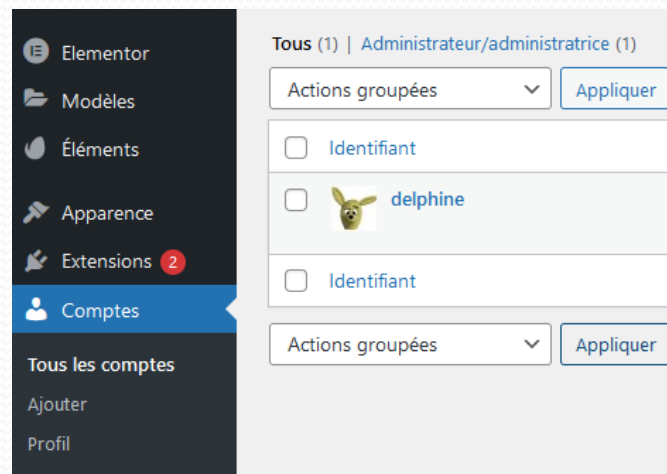 Elementor
Modèles
Éléments
Apparence
Extensions 2
Comptes
Tous les comptes
Ajouter
Profil
Tous (1) | Administrateur/administratrice (1)
Actions groupées Appliquer
Identifiant
delphine
Identifiant
Actions groupées Appliquer